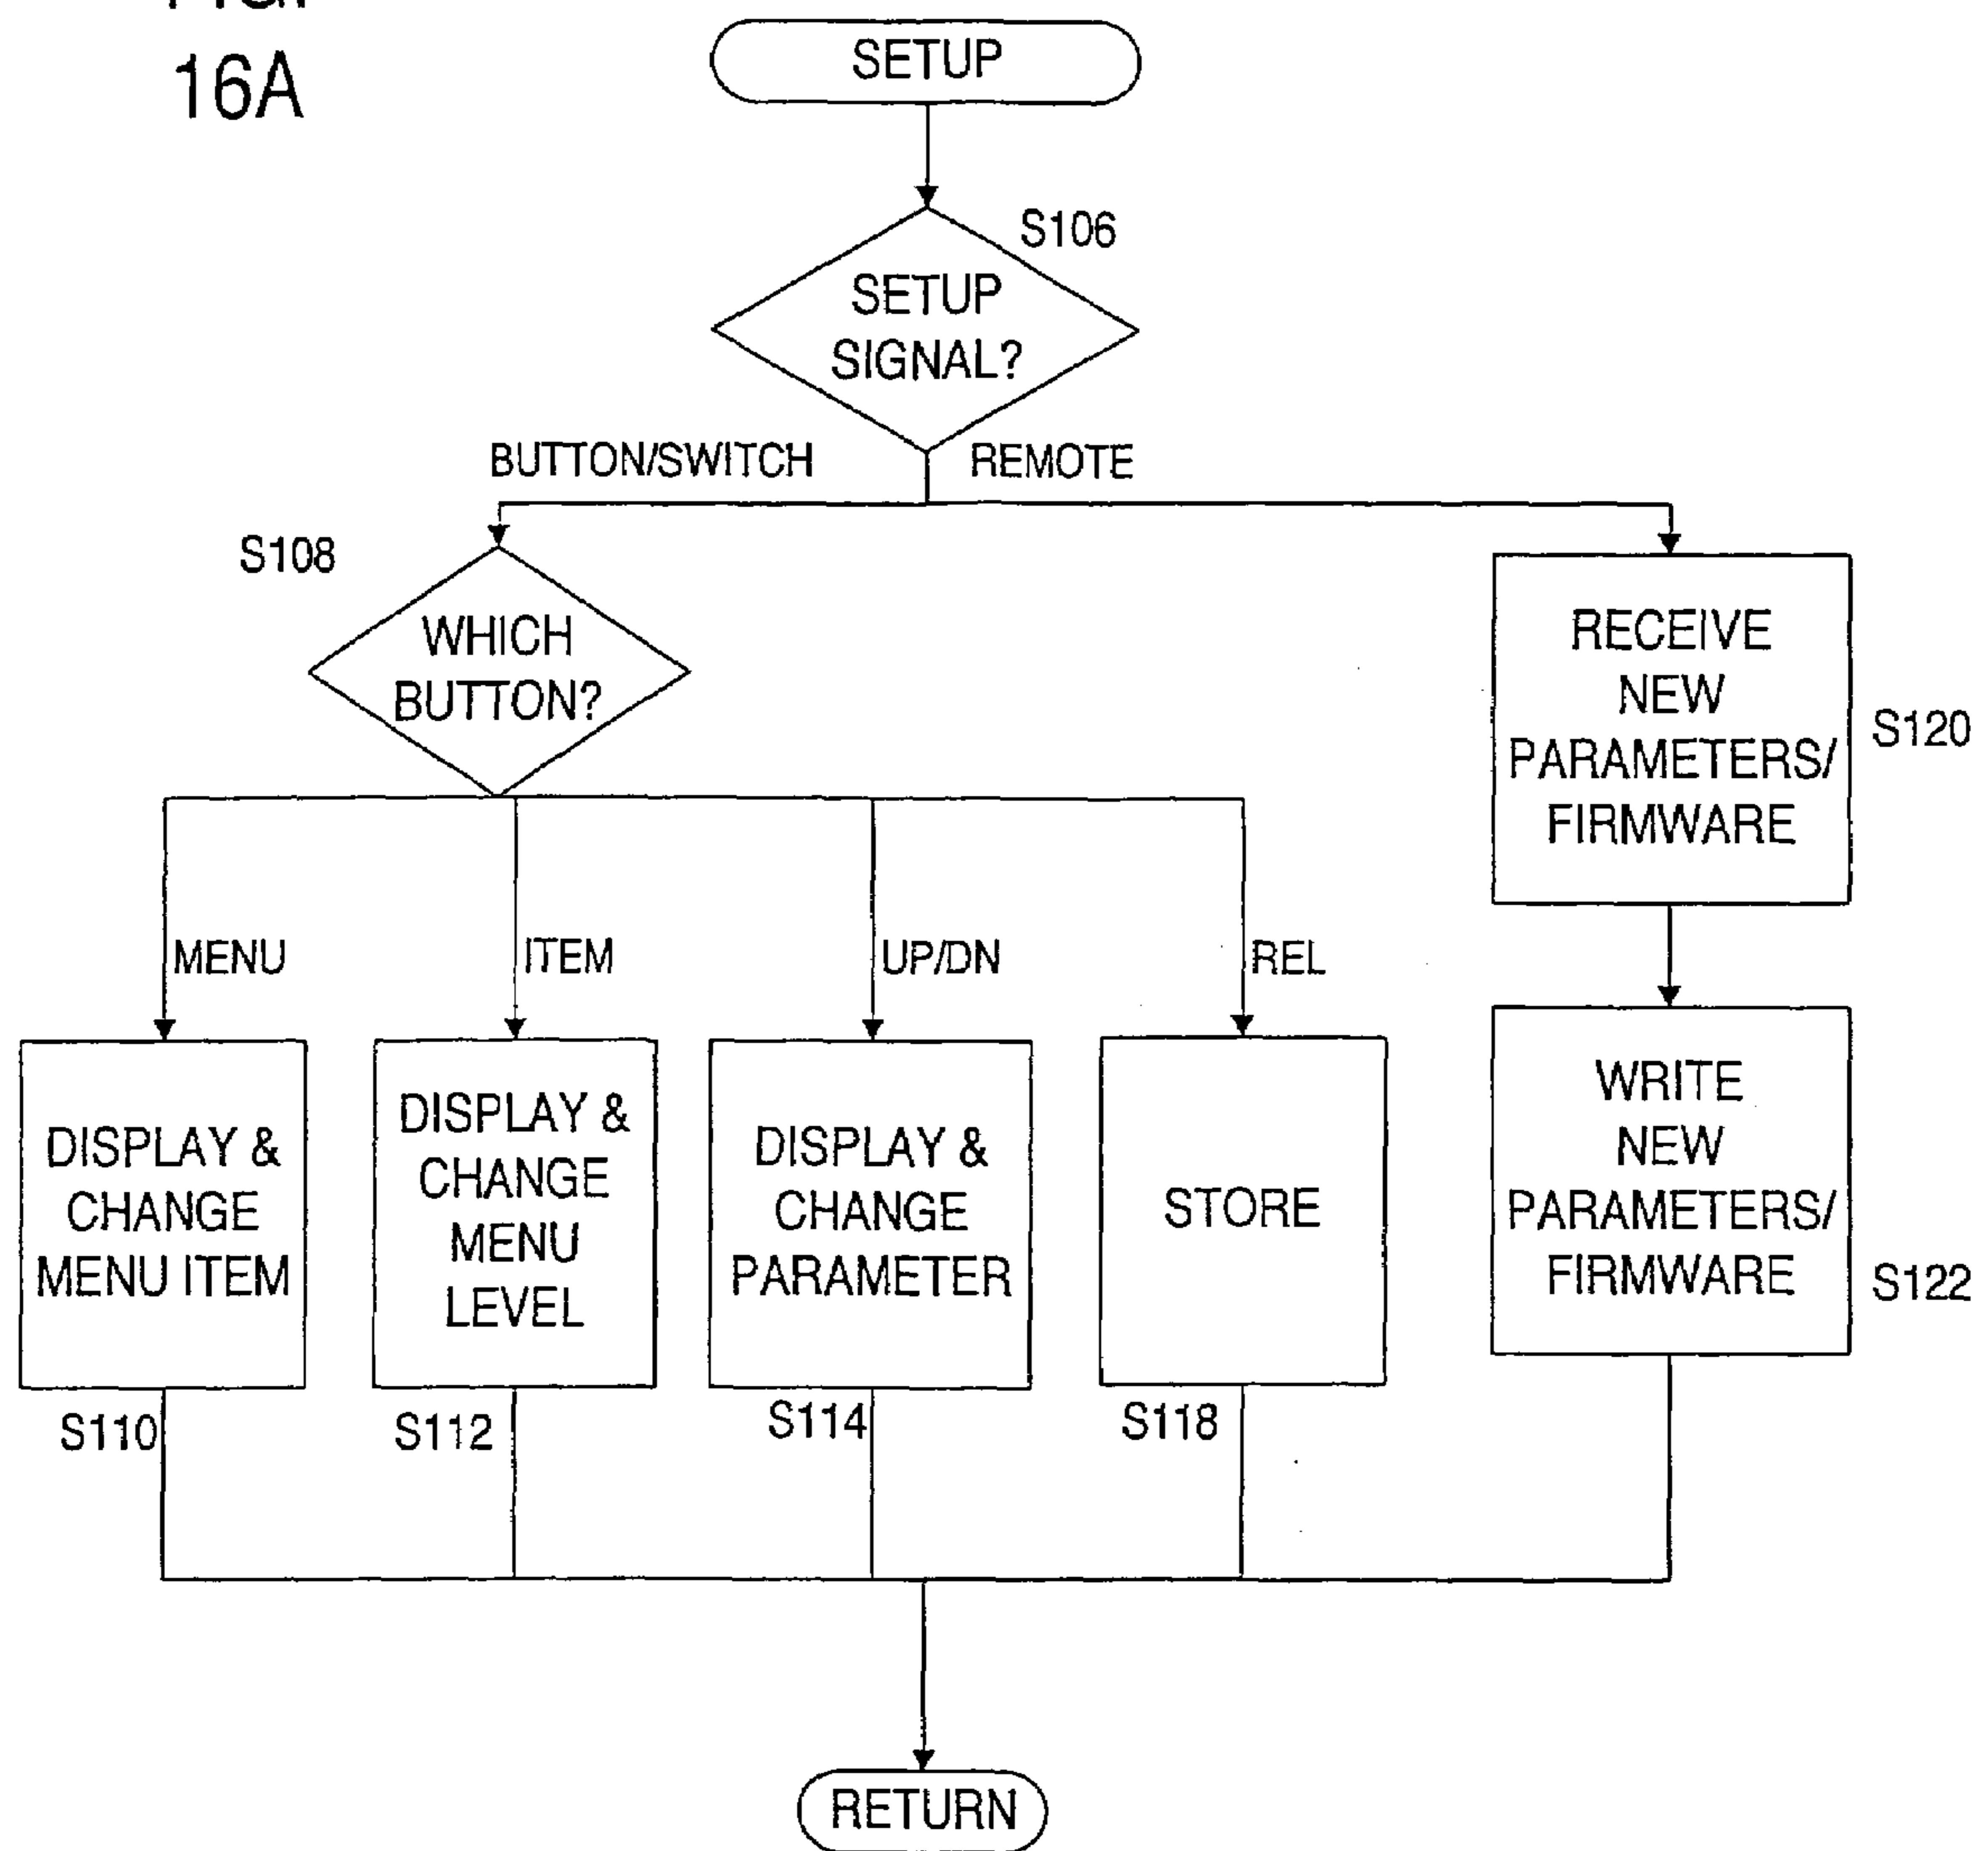 16A
SETUP
S106
SETUP
SIGNAL?
BUTTON/SWITCH
REMOTE
S108
WHICH
BUTTON?
RECEIVE
NEW
PARAMETERS/
FIRMWARE
S120
MENU
ITEM
UP/DN
REL
DISPLAY &
CHANGE
MENU ITEM
S110
DISPLAY &
CHANGE
MENU
LEVEL
S112
DISPLAY &
CHANGE
PARAMETER
S114
STORE
S118
WRITE
NEW
PARAMETERS/
FIRMWARE
S122
RETURN